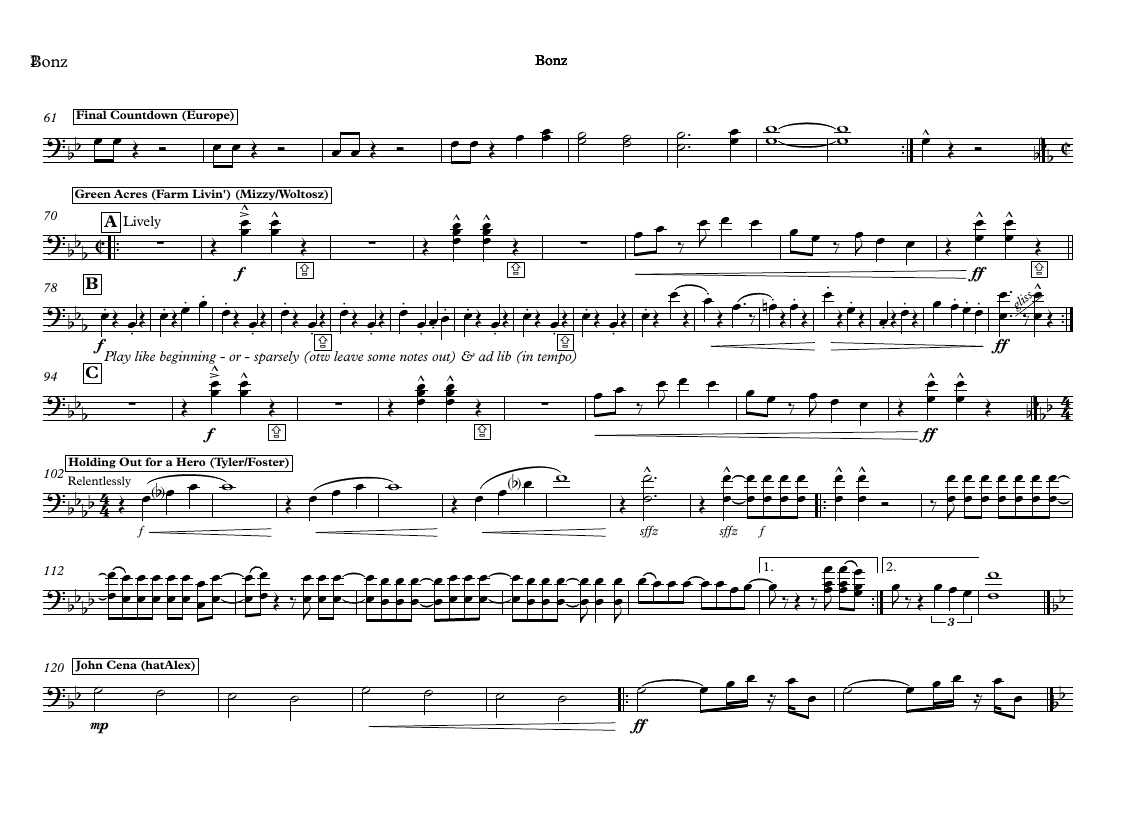 Bonz
Bonz
61
Final Countdown (Europe)
Green Acres (Farm Livin') (Mizzy/Woltosz)
70
A Lively
f ff
78
B
gliss.
f ff
Play like beginning - or - sparsely (otw leave some notes out) & ad lib (in tempo)
94
C
f ff
Holding Out for a Hero (Tyler/Foster)
102
Relentlessly
f sffz sffz f
112
1. 2.
3
120
John Cena (hatAlex)
mp ff